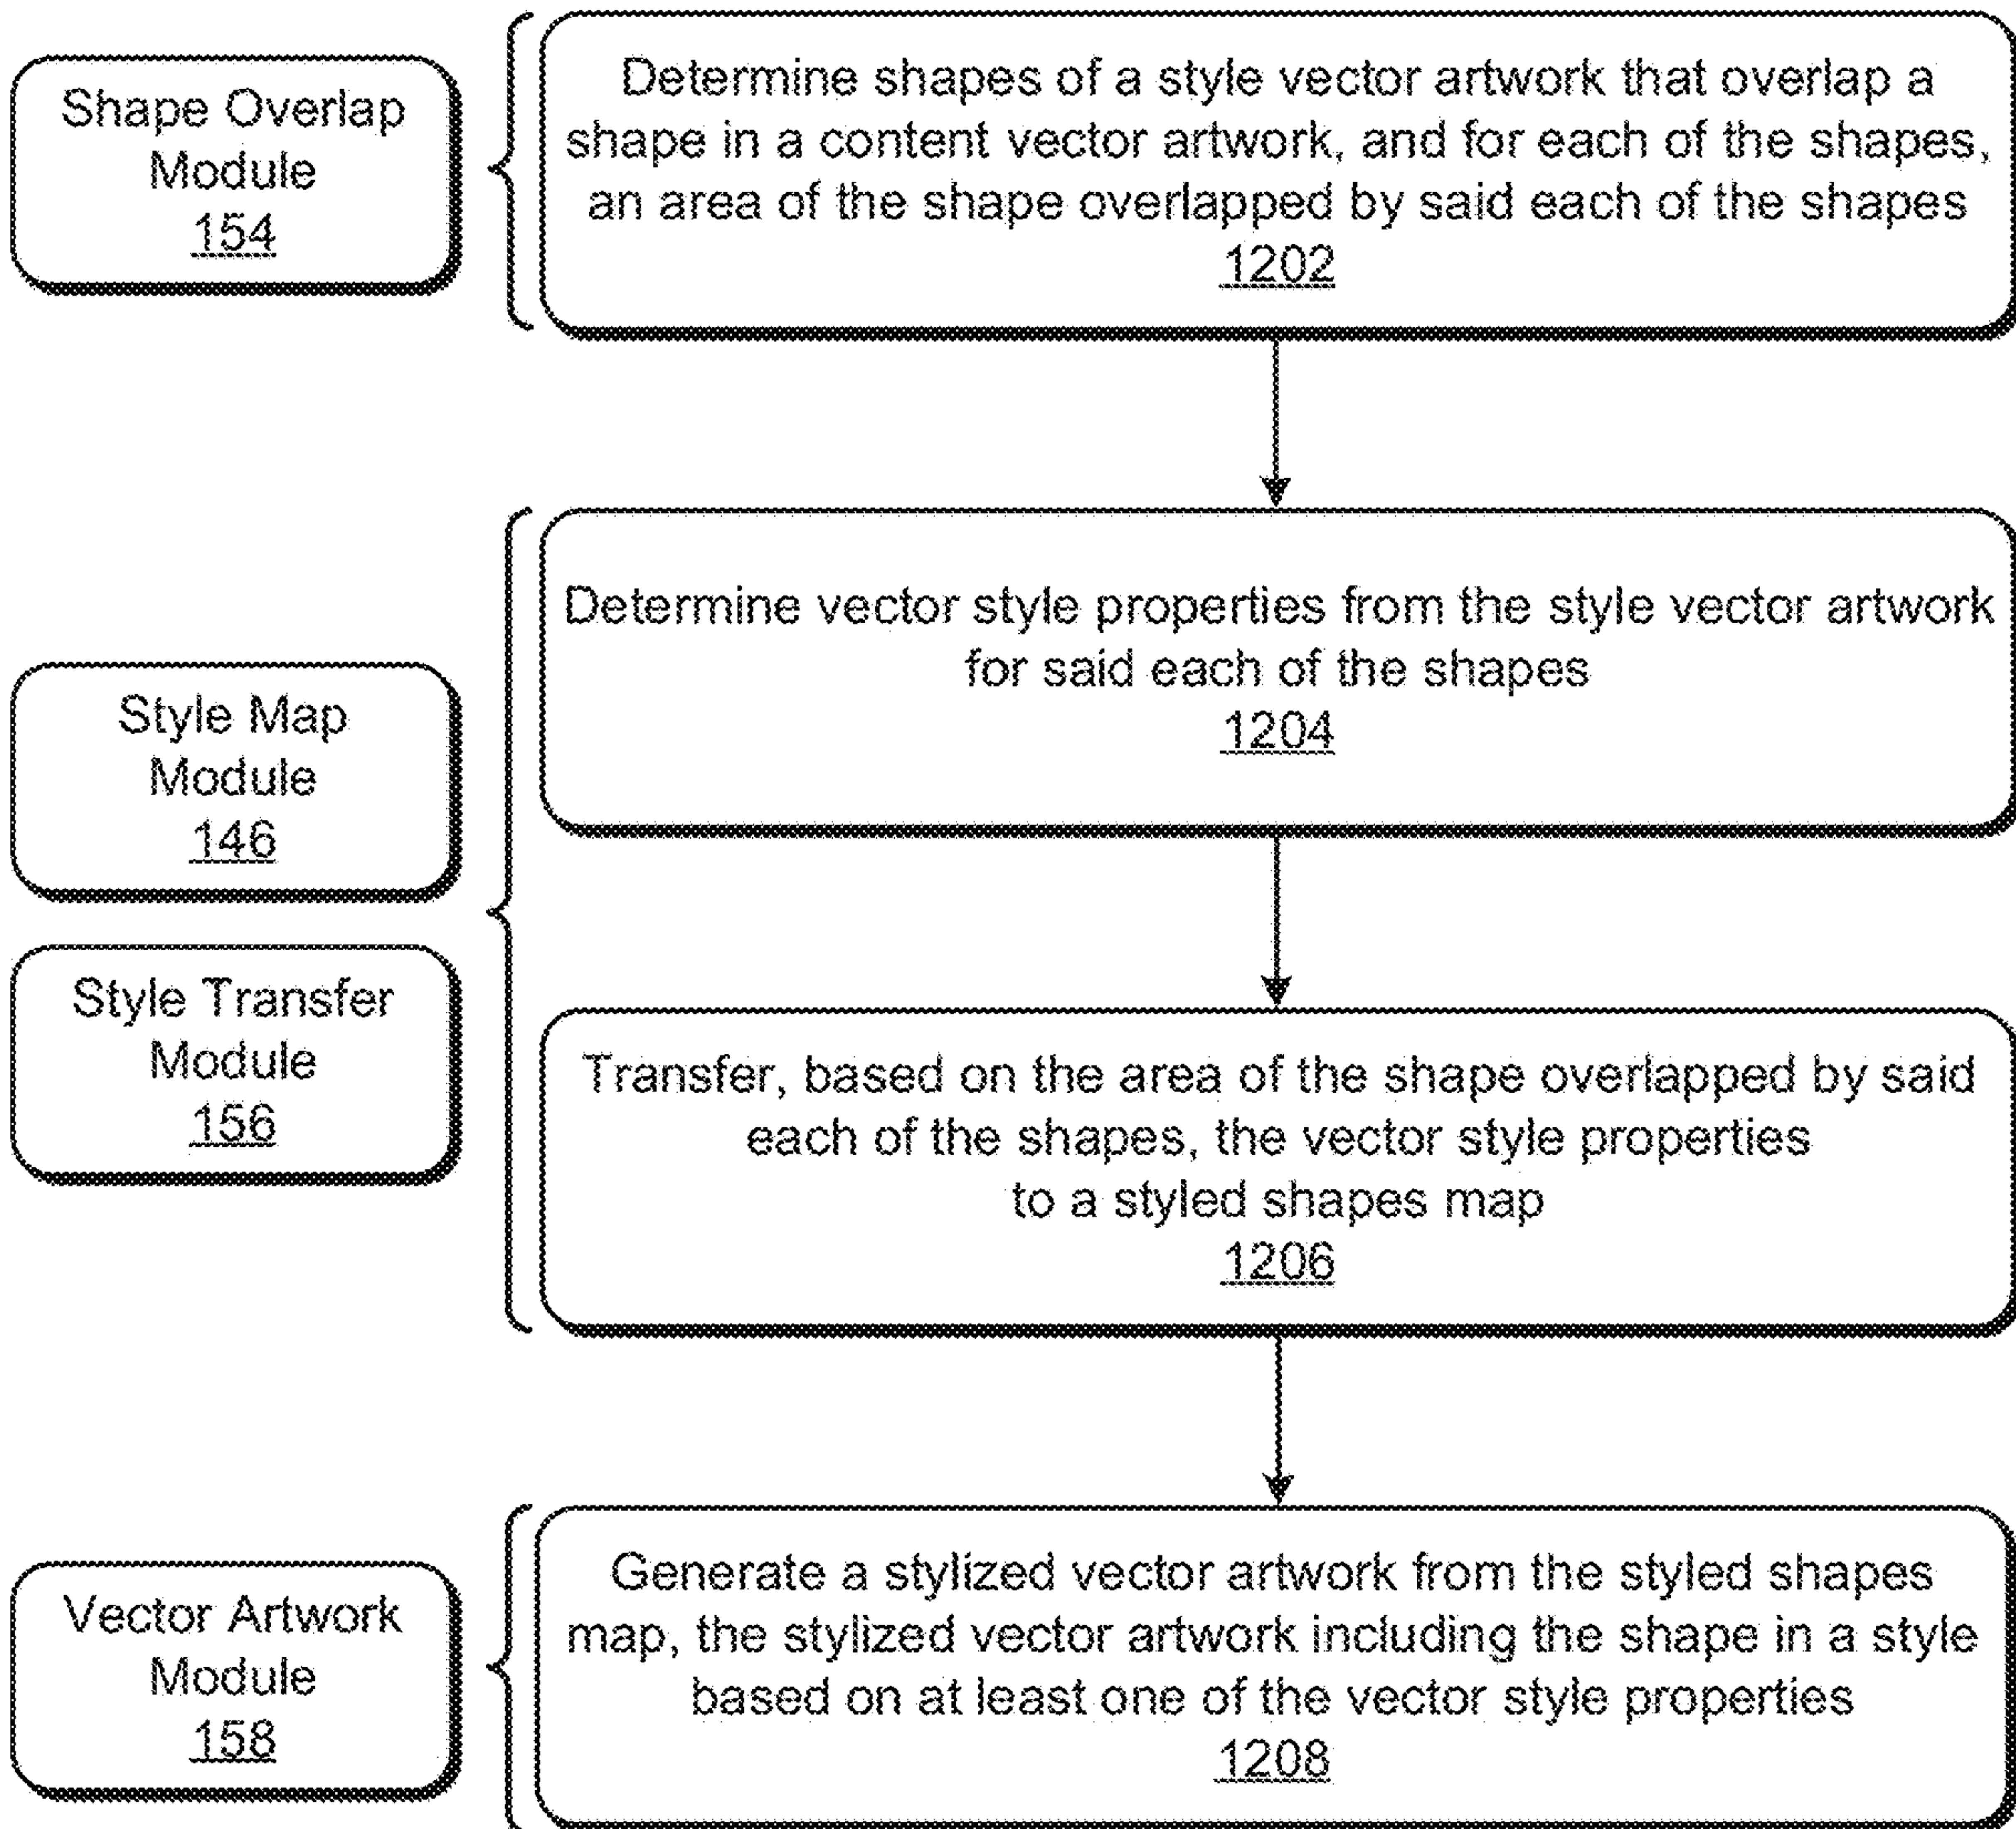 Shape Overlap
Module
154
Determine shapes of a style vector artwork that overlap a
shape in a content vector artwork, and for each of the shapes,
an area of the shape overlapped by said each of the shapes
1202
Style Map
Module
146
Style Transfer
Module
156
Determine vector style properties from the style vector artwork
for said each of the shapes
1204
Transfer, based on the area of the shape overlapped by said
each of the shapes, the vector style properties
to a styled shapes map
1206
Vector Artwork
Module
158
Generate a stylized vector artwork from the styled shapes
map, the stylized vector artwork including the shape in a style
based on at least one of the vector style properties
1208